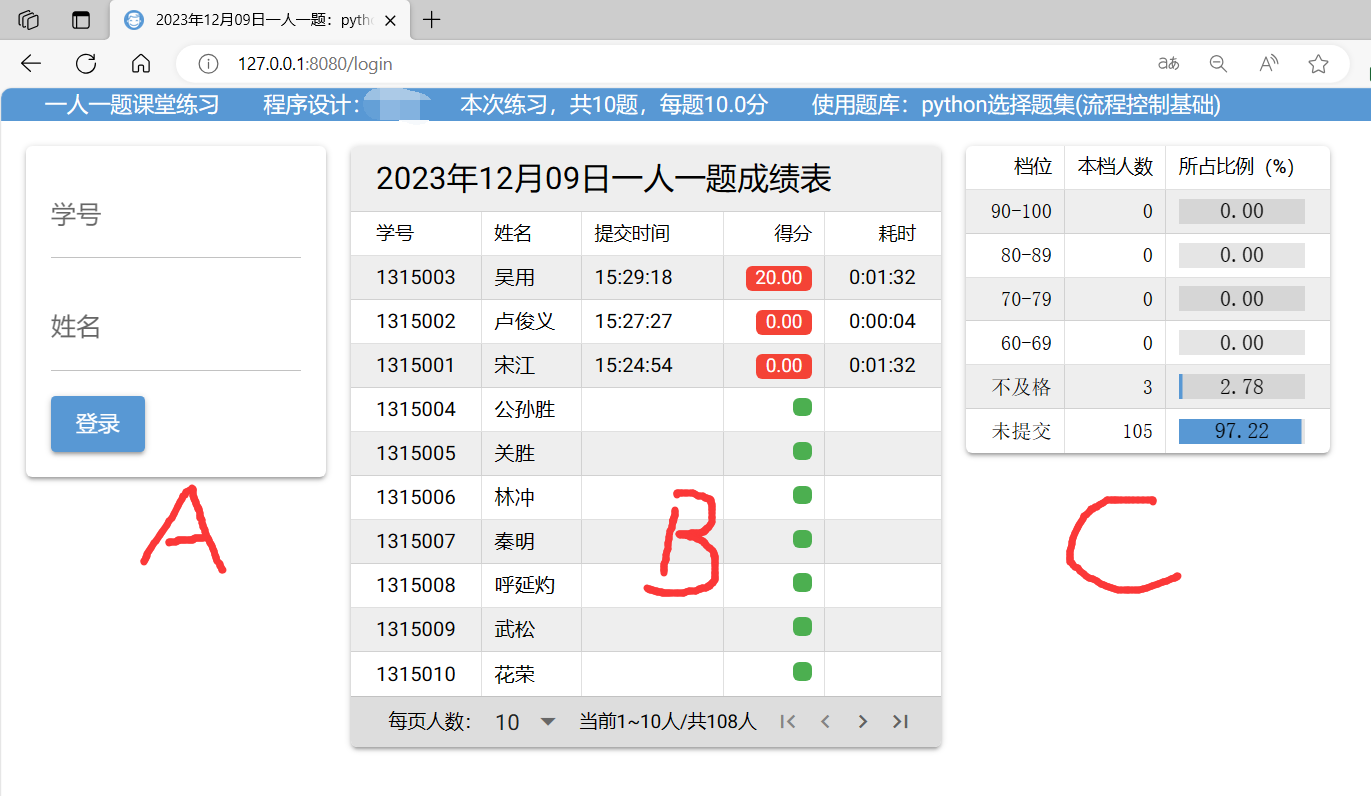 2023年12月09日一人一题：pyth
127.0.0.1:8080/login
一人一题课堂练习 程序设计： 本次练习，共10题，每题10.0分 使用题库：python选择题集(流程控制基础)
学号
姓名
登录
A
2023年12月09日一人一题成绩表
学号 姓名 提交时间 得分 耗时
1315003 吴用 15:29:18 20.00 0:01:32
1315002 卢俊义 15:27:27 0.00 0:00:04
1315001 宋江 15:24:54 0.00 0:01:32
1315004 公孙胜
1315005 关胜
1315006 林冲
1315007 秦明
1315008 呼延灼
1315009 武松
1315010 花荣
每页人数： 10 当前1~10人/共108人
B
档位 本档人数 所占比例（%）
90-100 0 0.00
80-89 0 0.00
70-79 0 0.00
60-69 0 0.00
不及格 3 2.78
未提交 105 97.22
C